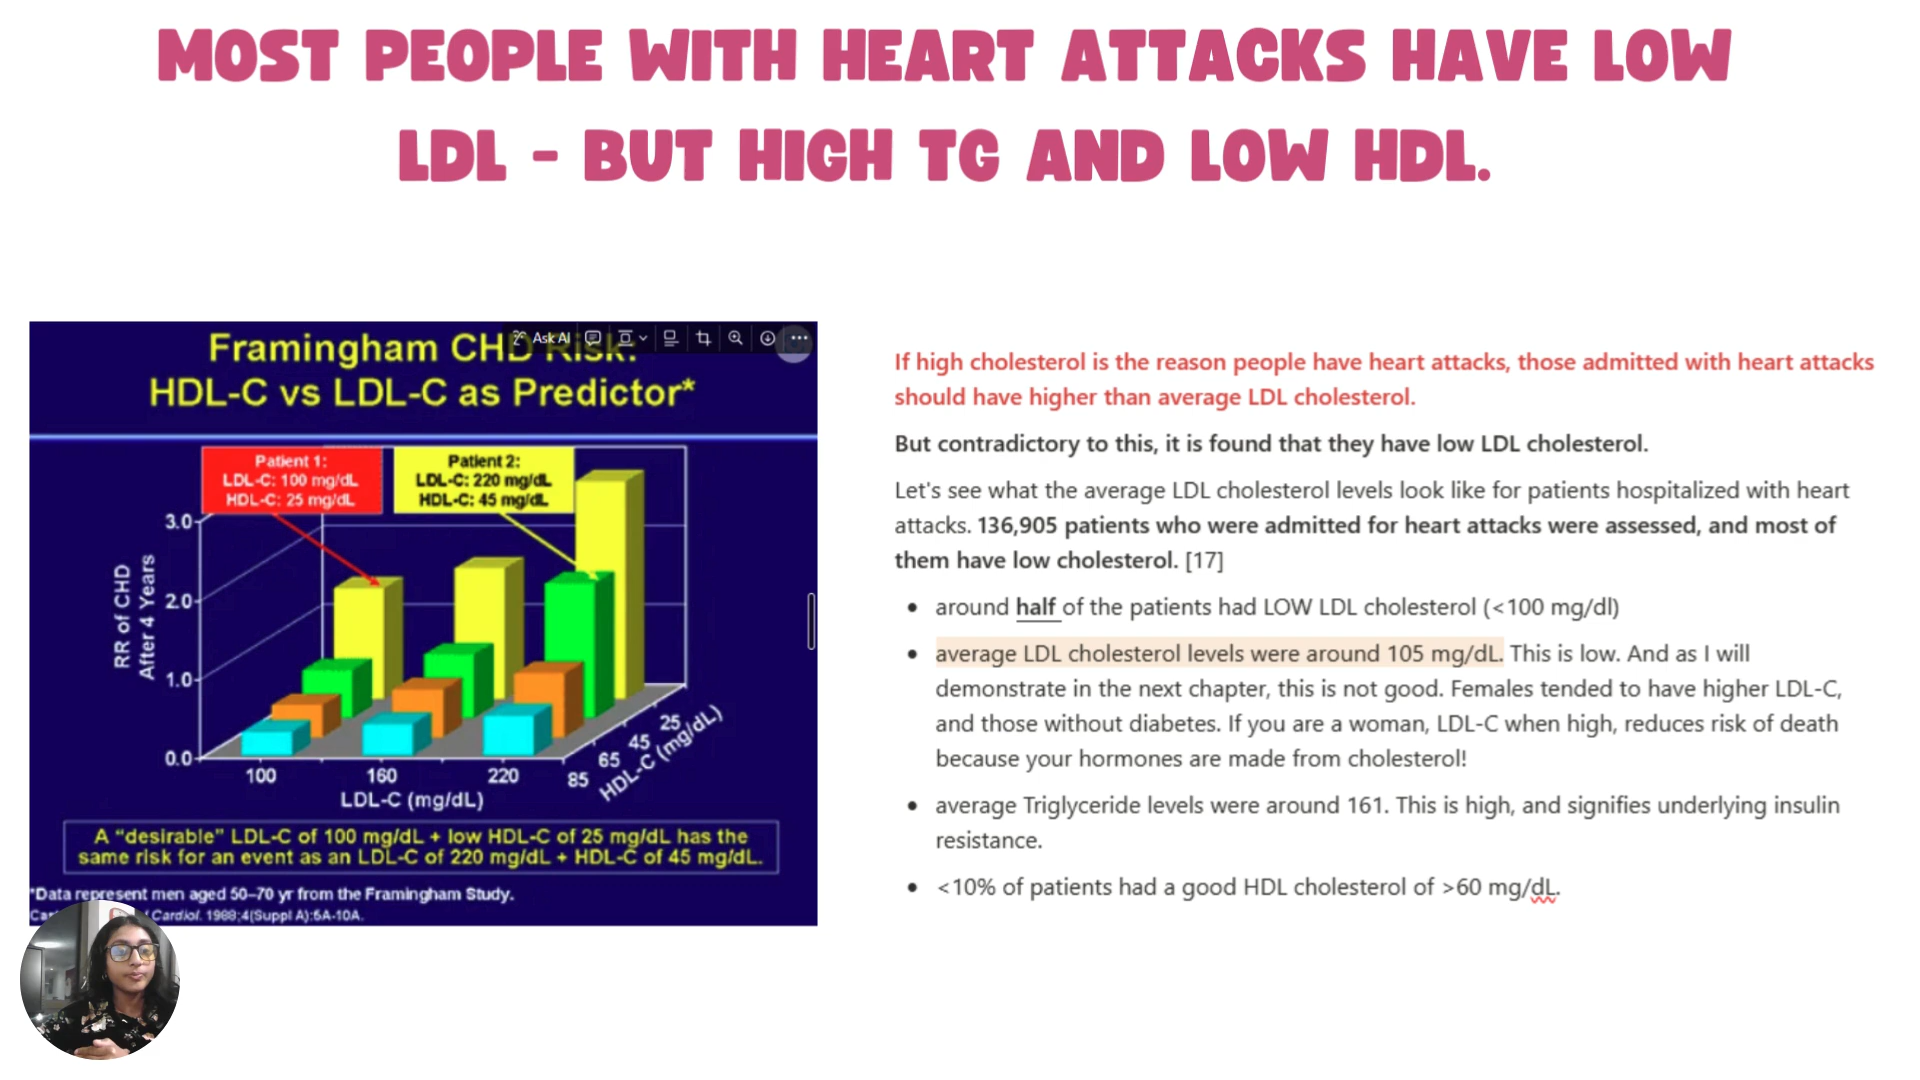 MOST PEOPLE WITH HEART ATTACKS HAVE LOW
LDL - BUT HIGH TG AND LOW HDL.
Framingham CHD Risk:
Ask AI
HDL-C vs LDL-C as Predictor*
Patient 1:
LDL-C: 100 mg/dL
HDL-C: 25 mg/dL
Patient 2:
LDL-C: 220 mg/dL
HDL-C: 45 mg/dL
RR of CHD
After 4 Years
3.0
2.0
1.0
0.0
100
160
220
LDL-C (mg/dL)
85
65
45
25
HDL-C (mg/dL)
A “desirable” LDL-C of 100 mg/dL + low HDL-C of 25 mg/dL has the
same risk for an event as an LDL-C of 220 mg/dL + HDL-C of 45 mg/dL.
*Data represent men aged 50–70 yr from the Framingham Study.
Cardiol. 1988;4(Suppl A):5A-10A.
If high cholesterol is the reason people have heart attacks, those admitted with heart attacks
should have higher than average LDL cholesterol.
But contradictory to this, it is found that they have low LDL cholesterol.
Let's see what the average LDL cholesterol levels look like for patients hospitalized with heart
attacks. 136,905 patients who were admitted for heart attacks were assessed, and most of
them have low cholesterol. [17]
• around half of the patients had LOW LDL cholesterol (<100 mg/dl)
• average LDL cholesterol levels were around 105 mg/dL. This is low. And as I will
demonstrate in the next chapter, this is not good. Females tended to have higher LDL-C,
and those without diabetes. If you are a woman, LDL-C when high, reduces risk of death
because your hormones are made from cholesterol!
• average Triglyceride levels were around 161. This is high, and signifies underlying insulin
resistance.
• <10% of patients had a good HDL cholesterol of >60 mg/dL.